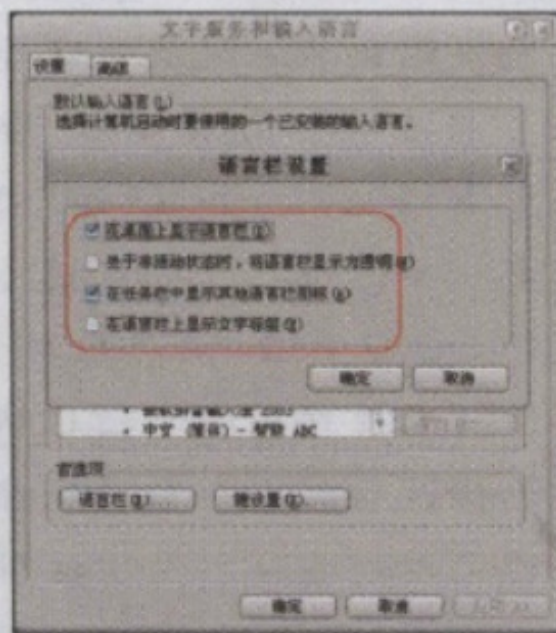 文字服务和输入语言
设置 高级
默认输入语言(L)
选择计算机启动时要使用的一个已安装的输入语言。
语言栏设置
在桌面上显示语言栏
处于非活动状态时，将语言栏显示为透明
在任务栏中显示其他语言栏图标
在语言栏上显示文字标签(T)
确定 取消
2003
中文 (简体) - 智能 ABC
首选项
语言栏 键设置
确定 取消